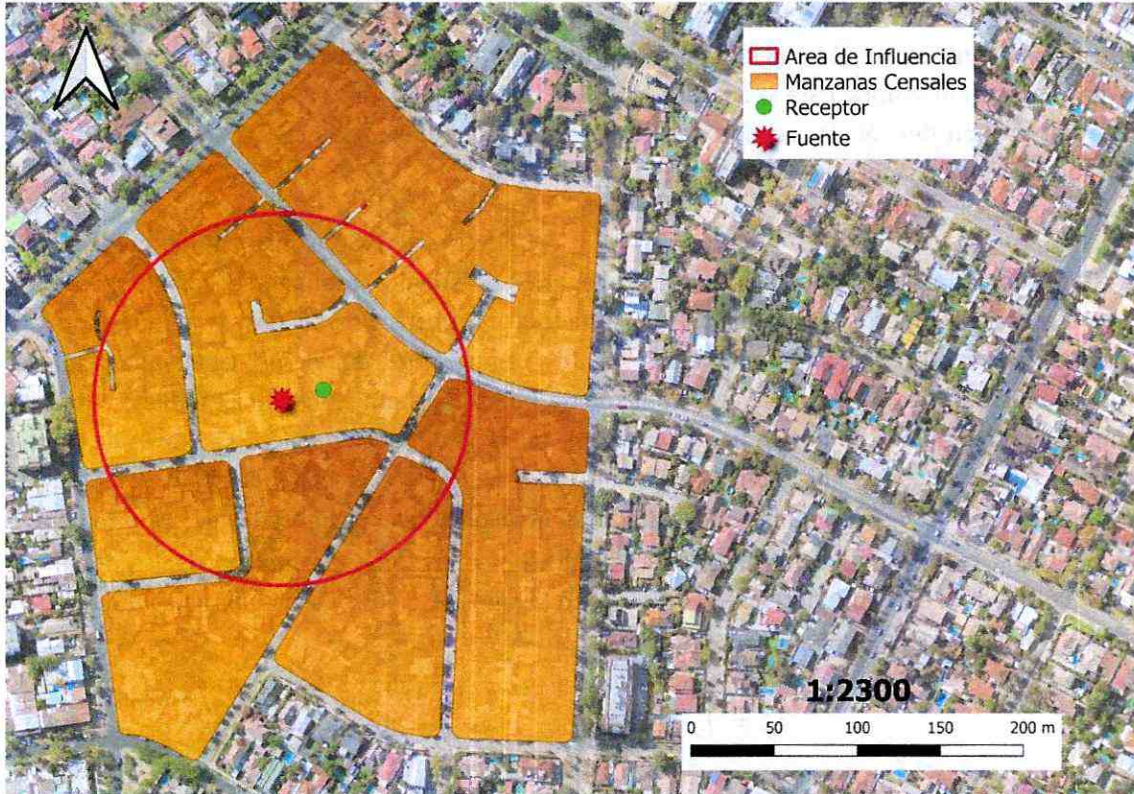 Area de Influencia
Manzanas Censales
Receptor
Fuente
1:2300
0 50 100 150 200 m